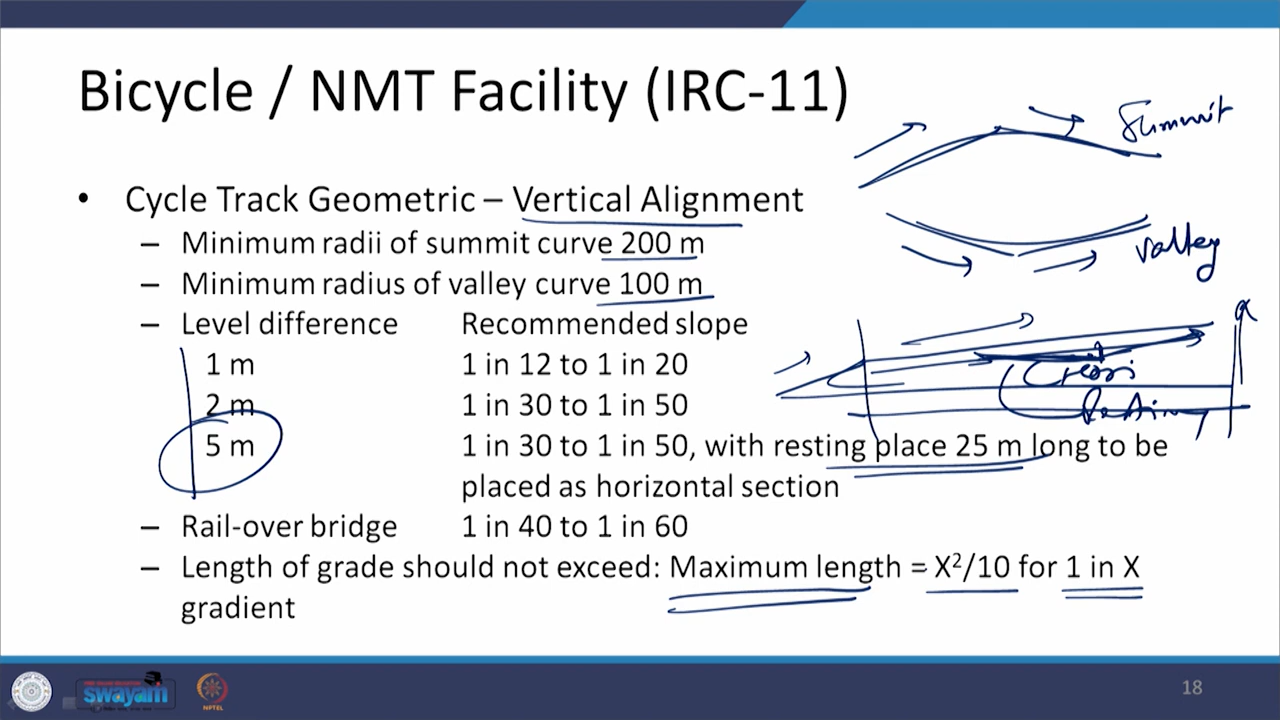 Bicycle / NMT Facility (IRC-11)
Summit
• Cycle Track Geometric – Vertical Alignment
– Minimum radii of summit curve 200 m
valley
– Minimum radius of valley curve 100 m
– Level difference Recommended slope
1 m 1 in 12 to 1 in 20
2 m 1 in 30 to 1 in 50
5 m 1 in 30 to 1 in 50, with resting place 25 m long to be
placed as horizontal section
– Rail-over bridge 1 in 40 to 1 in 60
– Length of grade should not exceed: Maximum length = X²/10 for 1 in X
gradient
swayam
NPTEL
18